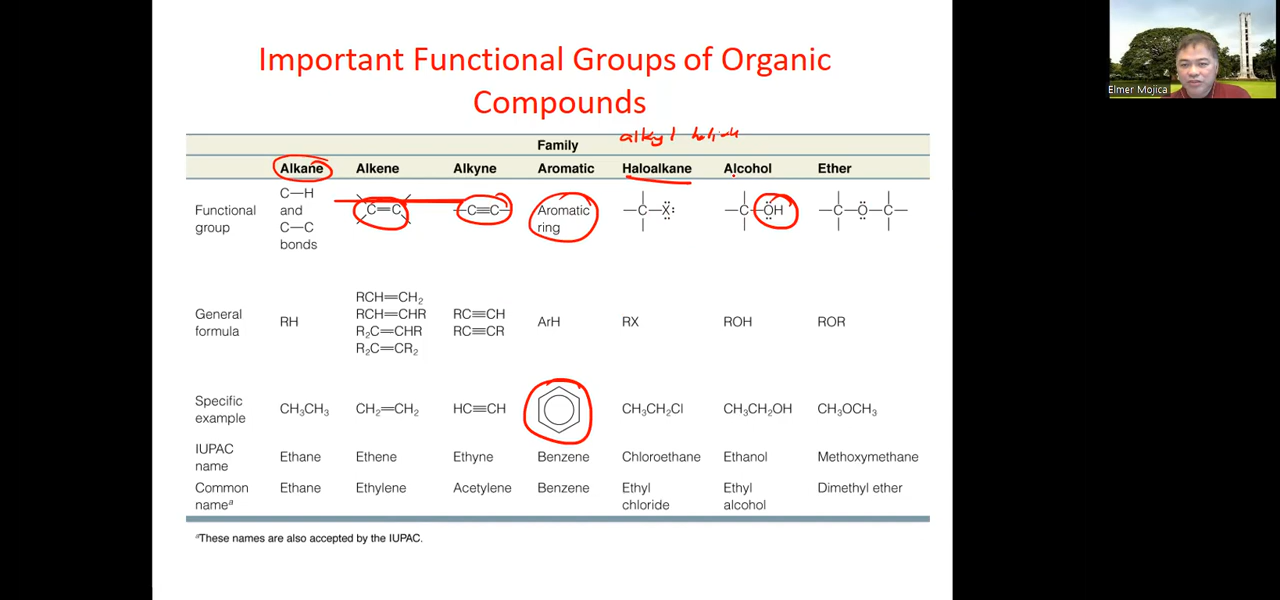 Important Functional Groups of Organic
Compounds
alkyl halide
Family
Alkane Alkene Alkyne Aromatic Haloalkane Alcohol Ether
Functional group C—H and C—C bonds C=C —C≡C— Aromatic ring —C—X: —C—ÖH —C—Ö—C—
General formula RH RCH=CH₂ RCH=CHR R₂C=CHR R₂C=CR₂ RC≡CH RC≡CR ArH RX ROH ROR
Specific example CH₃CH₃ CH₂=CH₂ HC≡CH CH₃CH₂Cl CH₃CH₂OH CH₃OCH₃
IUPAC name Ethane Ethene Ethyne Benzene Chloroethane Ethanol Methoxymethane
Common nameᵃ Ethane Ethylene Acetylene Benzene Ethyl chloride Ethyl alcohol Dimethyl ether
ᵃThese names are also accepted by the IUPAC.
Elmer Mojica